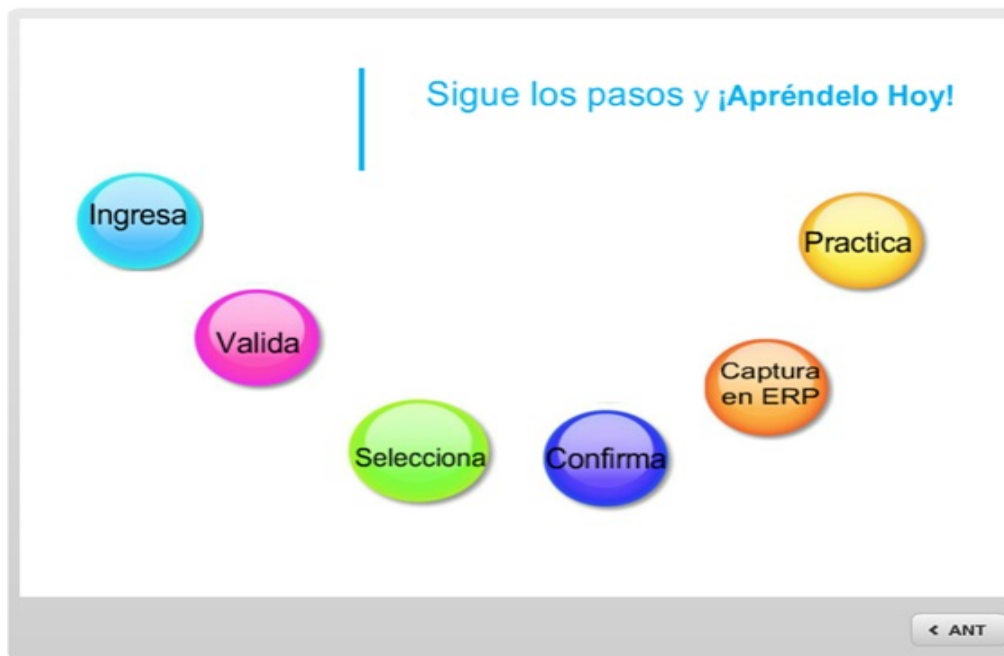 Sigue los pasos y ¡Apréndelo Hoy!
Ingresa
Valida
Selecciona
Confirma
Captura
en ERP
Practica
< ANT